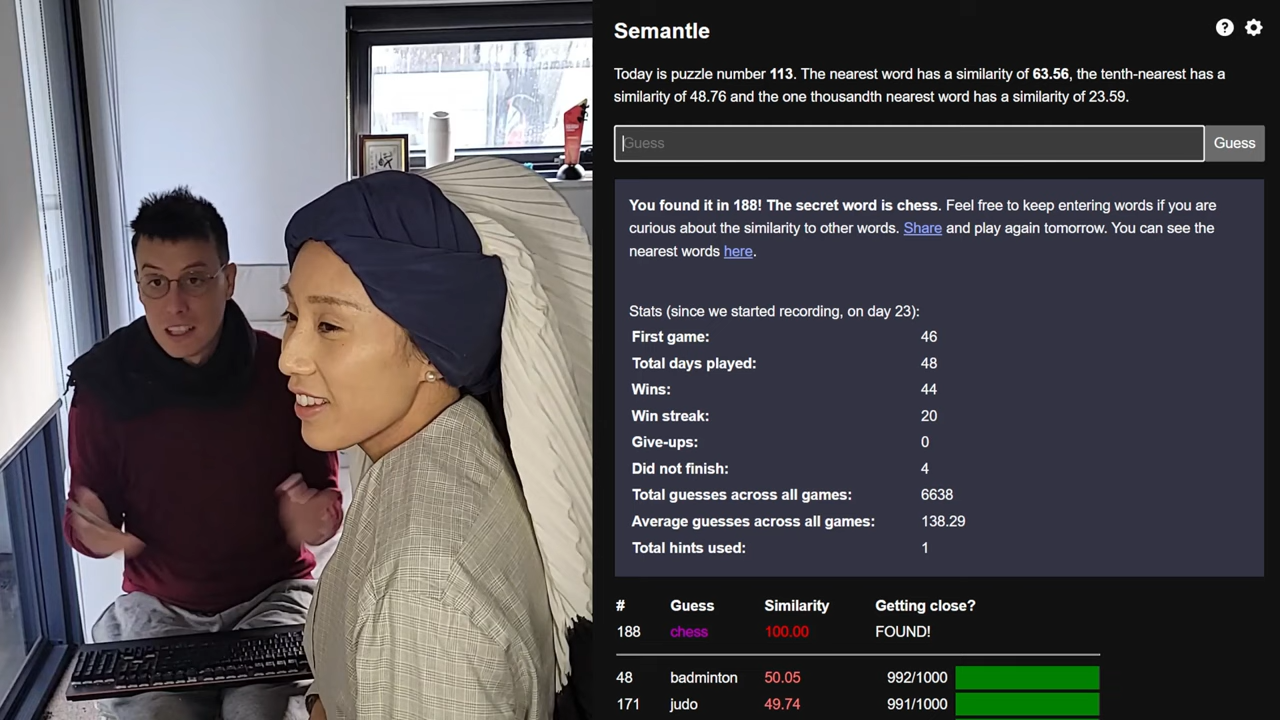 Semantle
Today is puzzle number 113. The nearest word has a similarity of 63.56, the tenth-nearest has a
similarity of 48.76 and the one thousandth nearest word has a similarity of 23.59.
Guess Guess
You found it in 188! The secret word is chess. Feel free to keep entering words if you are
curious about the similarity to other words. Share and play again tomorrow. You can see the
nearest words here.
Stats (since we started recording, on day 23):
First game: 46
Total days played: 48
Wins: 44
Win streak: 20
Give-ups: 0
Did not finish: 4
Total guesses across all games: 6638
Average guesses across all games: 138.29
Total hints used: 1
# Guess Similarity Getting close?
188 chess 100.00 FOUND!
48 badminton 50.05 992/1000
171 judo 49.74 991/1000